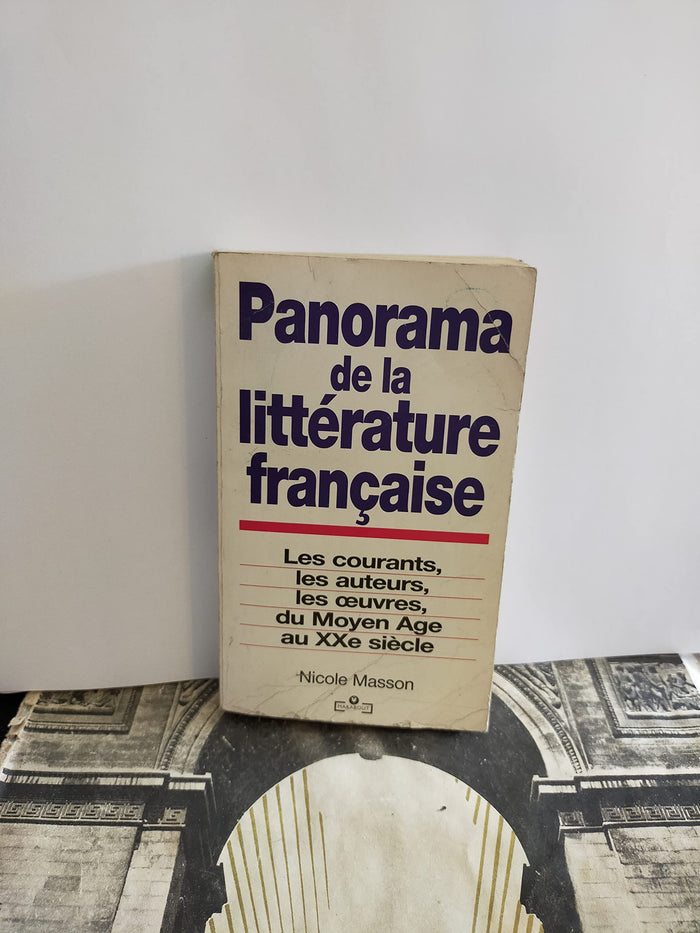 Panorama
de la
littérature
française
Les courants,
les auteurs,
les œuvres,
du Moyen Age
au XXe siècle
Nicole Masson
MARABOUT